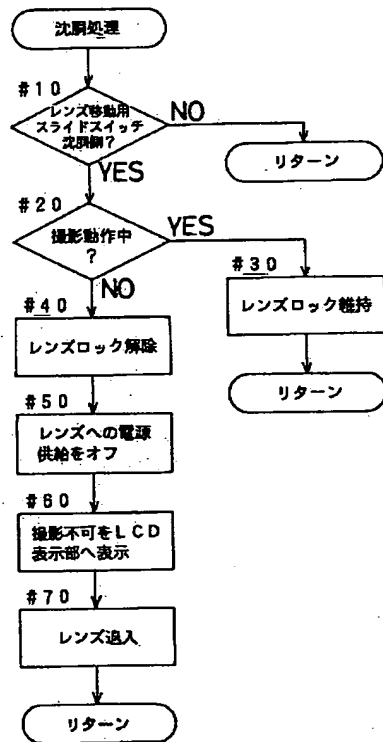 沈胴処理
#10
レンズ移動用
スライドスイッチ
沈胴側?
NO
リターン
YES
#20
撮影動作中
?
YES
#30
レンズロック維持
リターン
NO
#40
レンズロック解除
#50
レンズへの電源
供給をオフ
#60
撮影不可をLCD
表示部へ表示
#70
レンズ退入
リターン